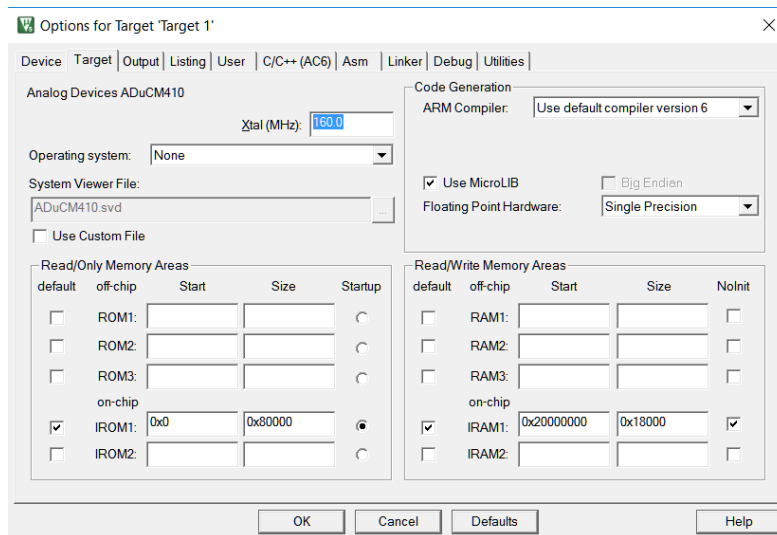 Options for Target 'Target 1'
Device Target Output Listing User C/C++ (AC6) Asm Linker Debug Utilities
Analog Devices ADuCM410
Xtal (MHz): 160.0
Operating system: None
System Viewer File:
ADuCM410.svd ...
Use Custom File
Code Generation
ARM Compiler: Use default compiler version 6
Use MicroLIB Big Endian
Floating Point Hardware: Single Precision
Read/Only Memory Areas
default off-chip Start Size Startup
ROM1:
ROM2:
ROM3:
on-chip
IROM1: 0x0 0x80000
IROM2:
Read/Write Memory Areas
default off-chip Start Size NoInit
RAM1:
RAM2:
RAM3:
on-chip
IRAM1: 0x20000000 0x18000
IRAM2:
OK Cancel Defaults Help